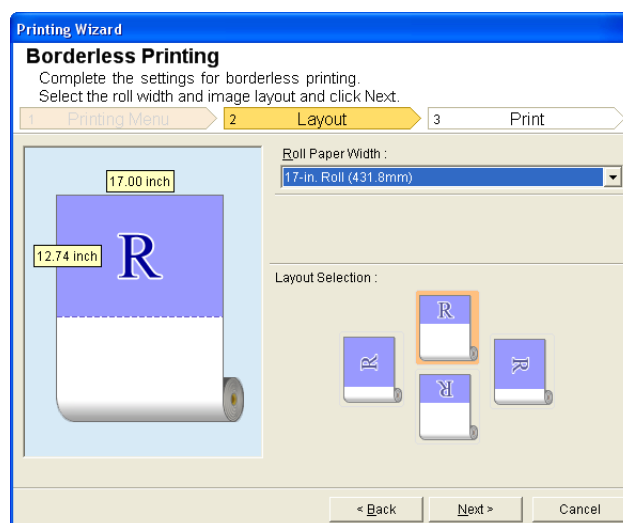 Printing Wizard
Borderless Printing
Complete the settings for borderless printing.
Select the roll width and image layout and click Next.
1 Printing Menu 2 Layout 3 Print
Roll Paper Width :
17-in. Roll (431.8mm)
17.00 inch
12.74 inch
R
Layout Selection :
R
R
R
R
< Back Next > Cancel